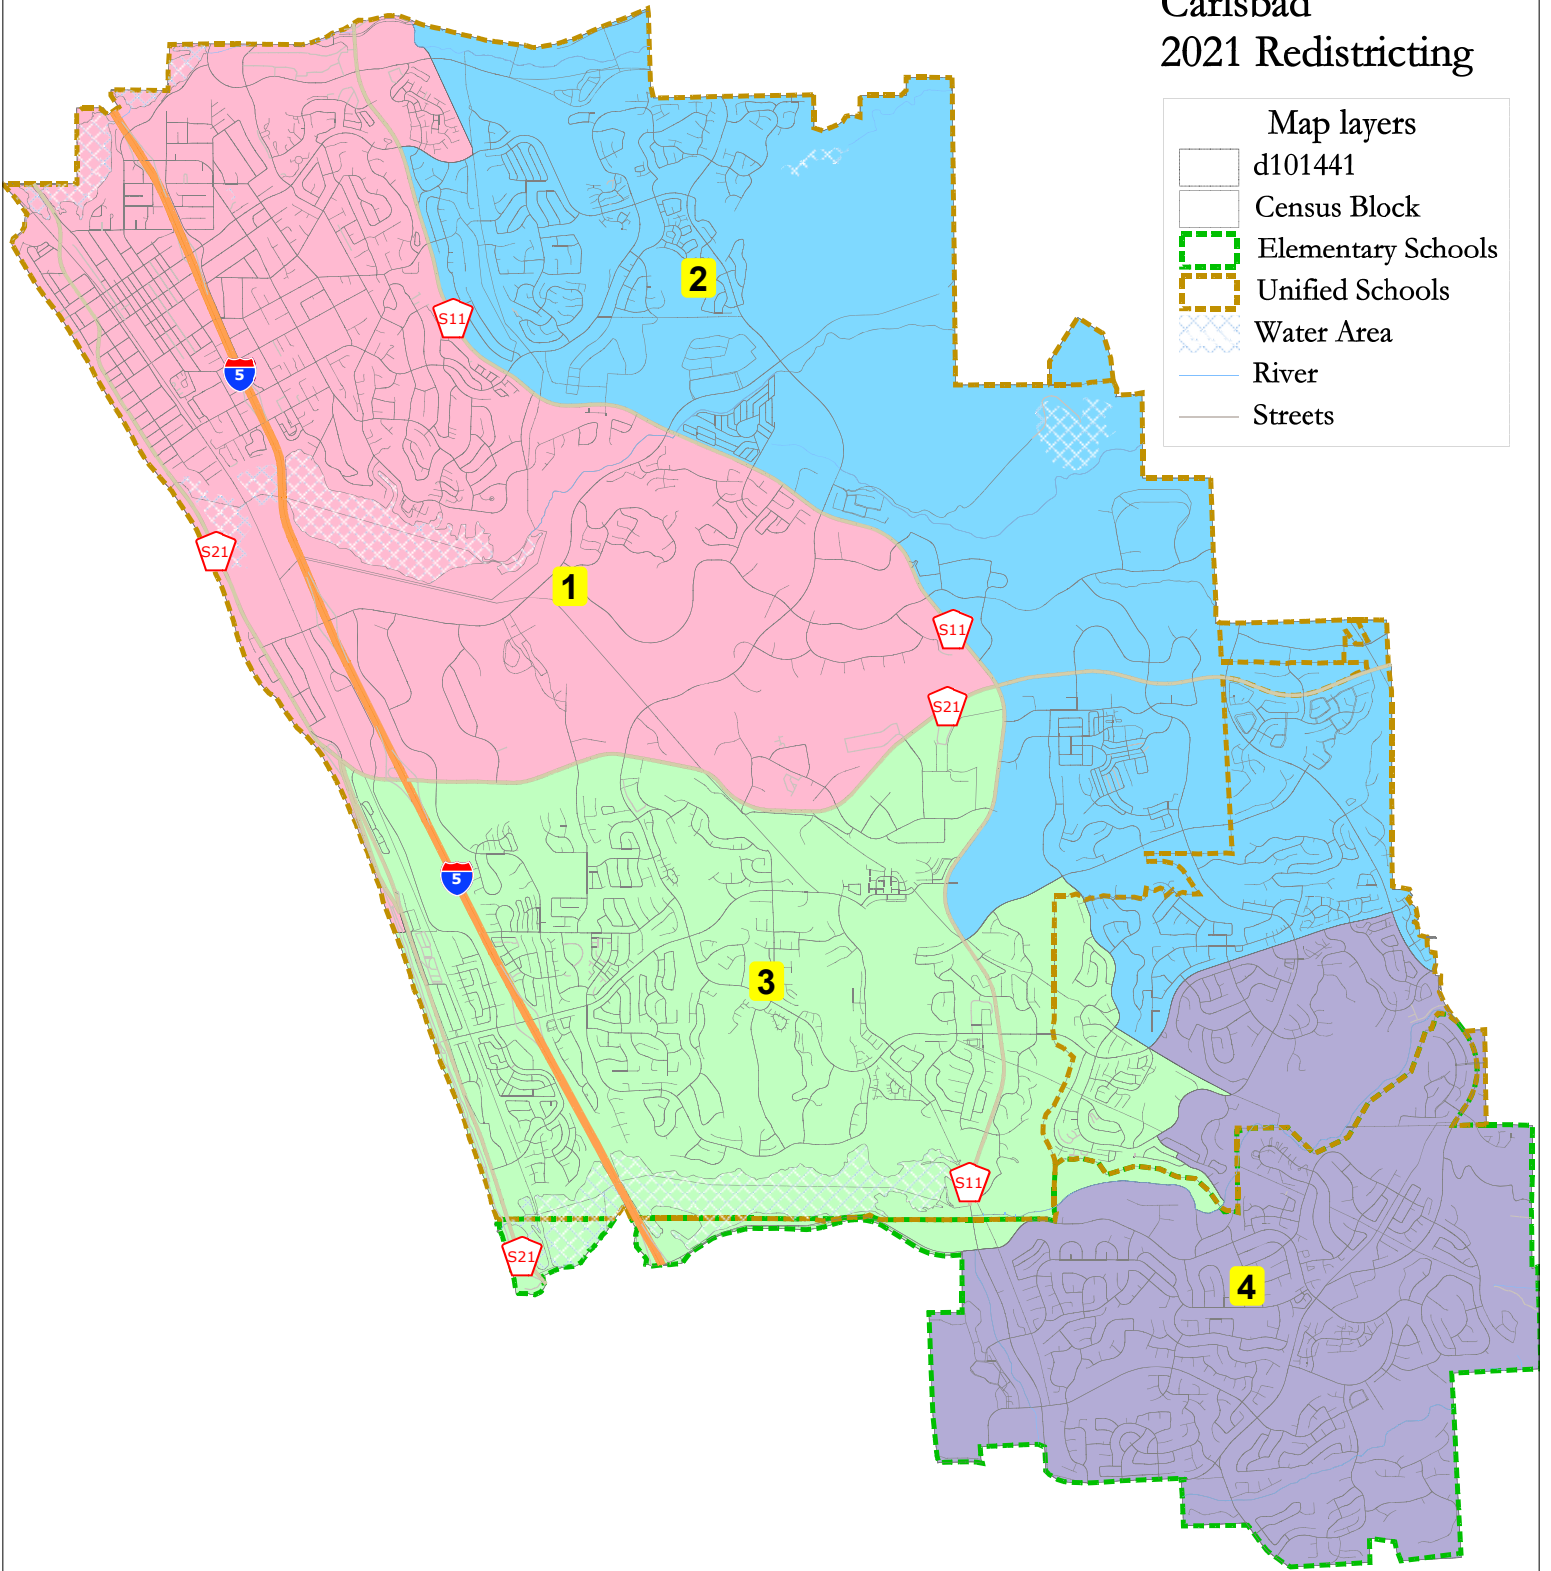 Carlsbad
2021 Redistricting
Map layers
d101441
Census Block
Elementary Schools
Unified Schools
Water Area
River
Streets
2
S11
5
S21
1
S11
S21
5
3
S11
S21
4